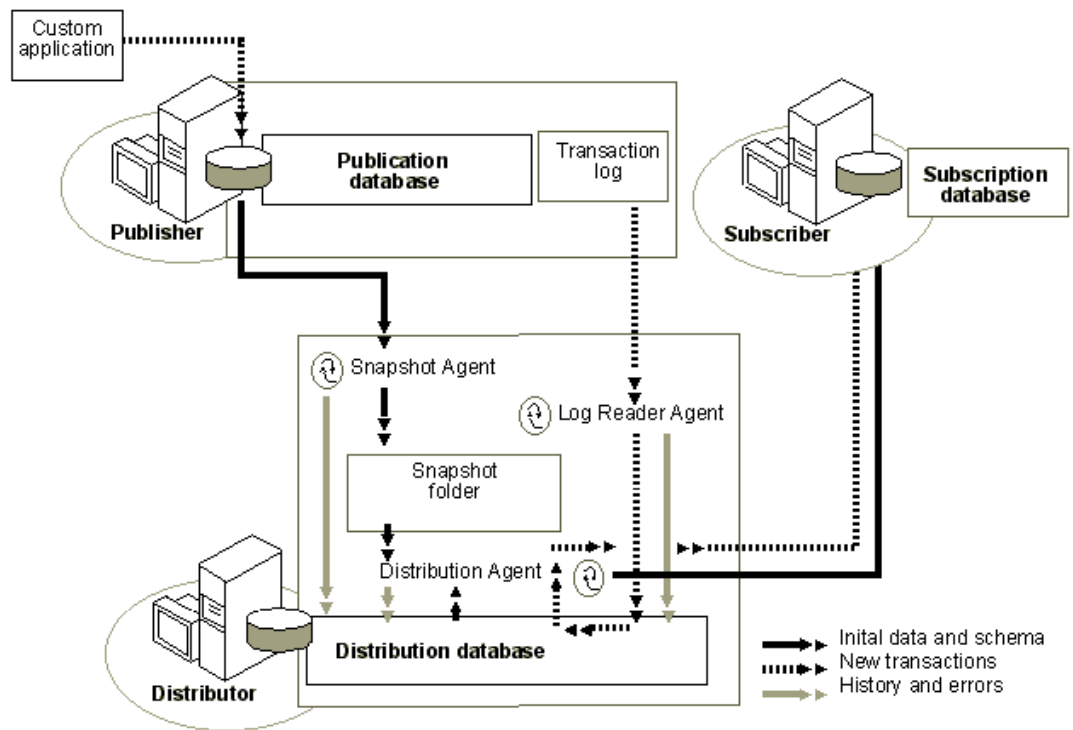 Custom
application
Publication
database
Transaction
log
Publisher
Subscription
database
Subscriber
Snapshot Agent
Log Reader Agent
Snapshot
folder
Distribution Agent
Distribution database
Distributor
Inital data and schema
New transactions
History and errors